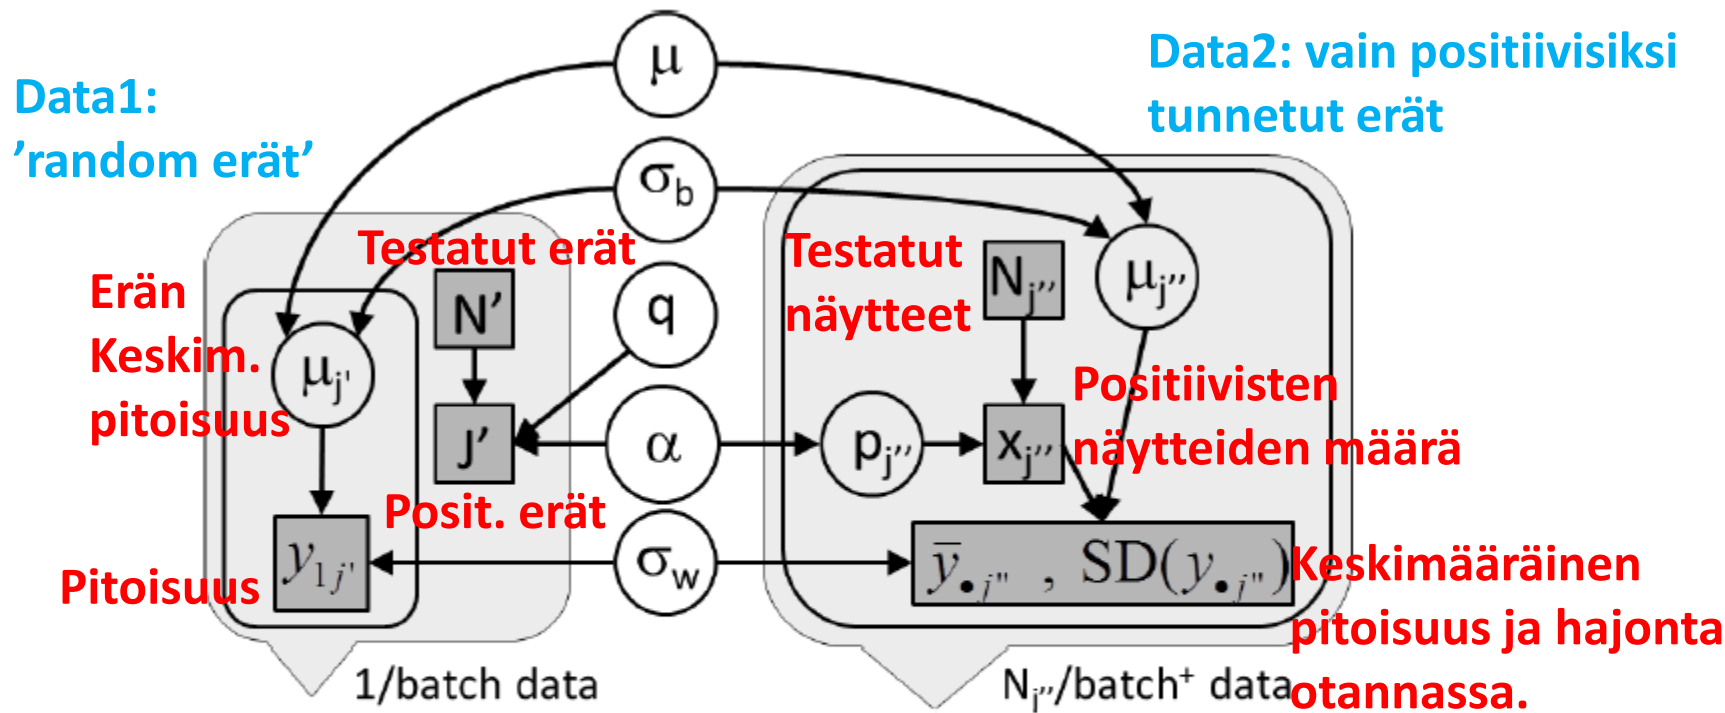 μ
Data2: vain positiivisiksi
tunnetut erät
Data1:
’random erät’
σb
Testatut erät
Testatut
näytteet
Nj’’
μj’’
Erän
Keskim.
pitoisuus
N’
q
μj'
J’
α
pj’’
xj’’
Positiivisten
näytteiden määrä
Posit. erät
Pitoisuus
y1j'
σw
ȳ•j" , SD(y•j")
Keskimääräinen
pitoisuus ja hajonta
otannassa.
1/batch data
Nj’’/batch⁺ data